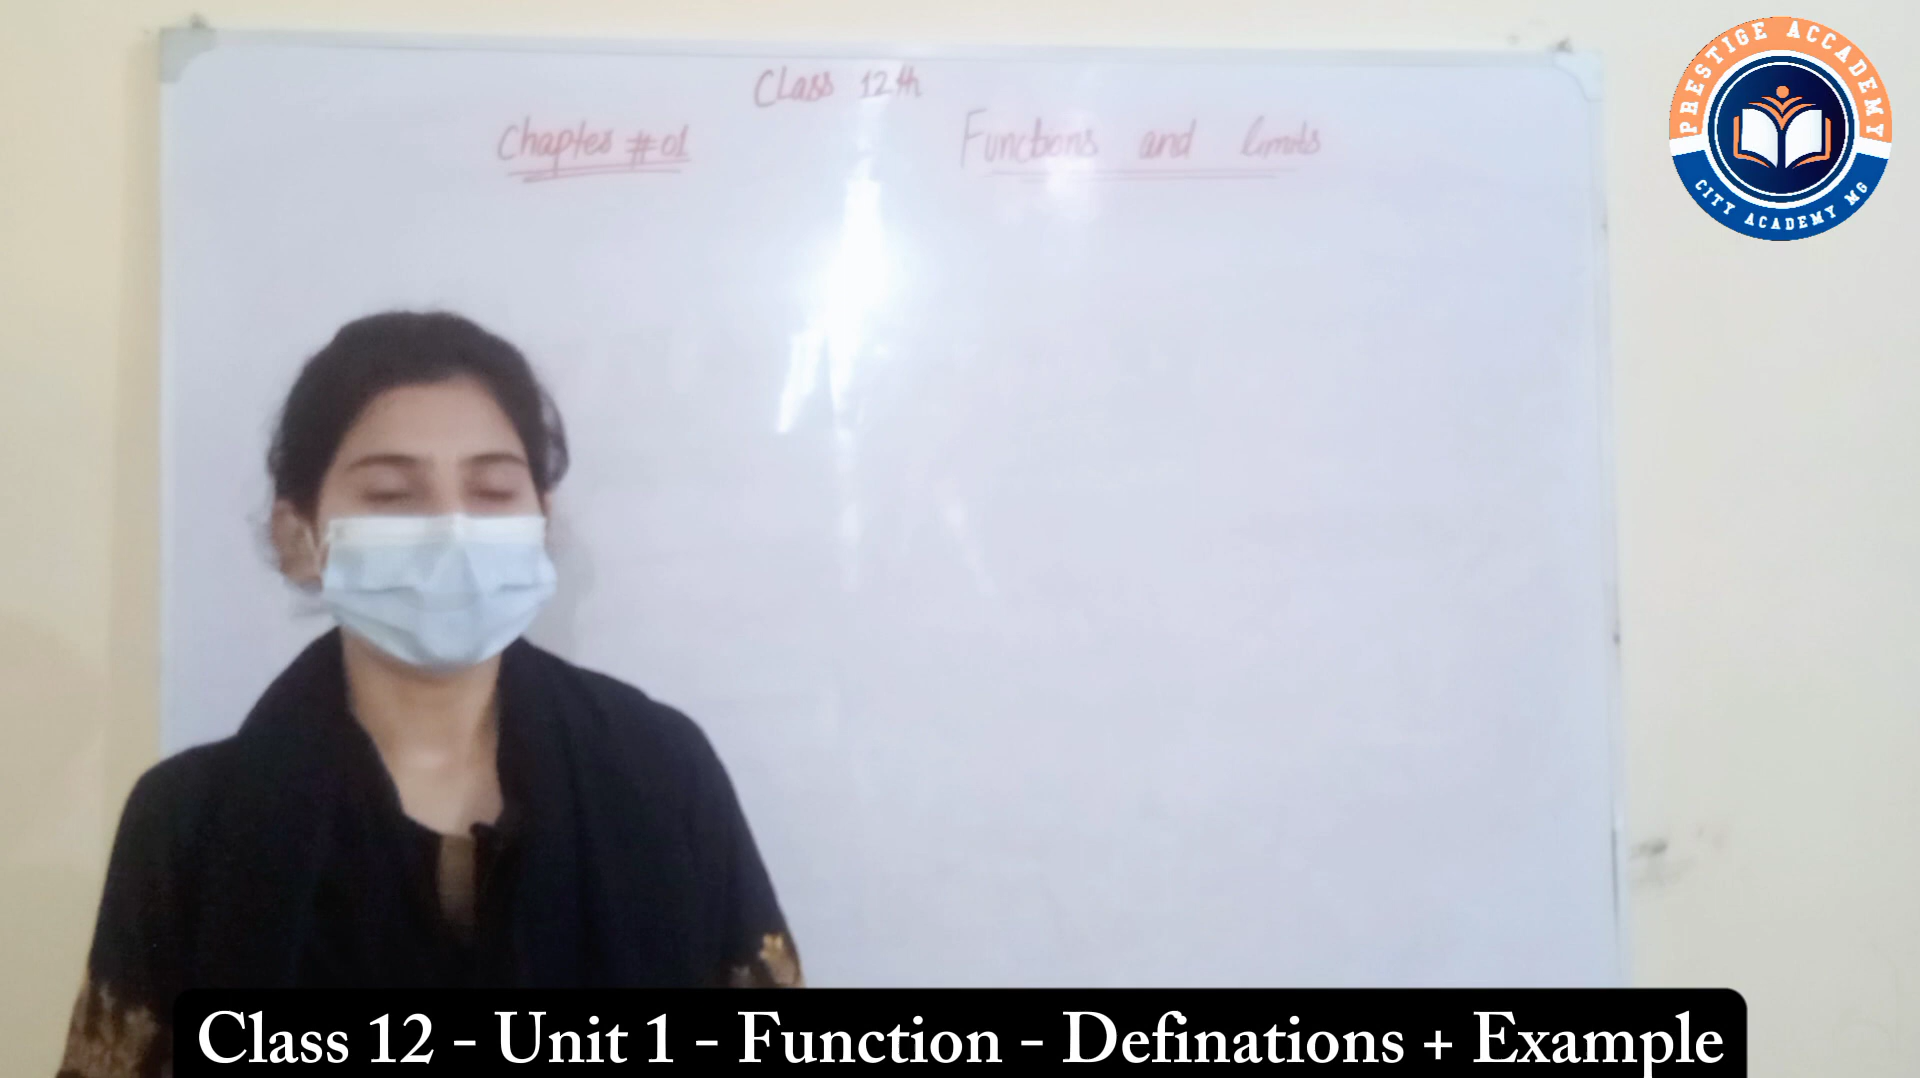 Class 12th
Chapter #01
Functions and limits
PRESTIGE ACCADEMY
CITY ACADEMY MG
Class 12 - Unit 1 - Function - Definations + Example